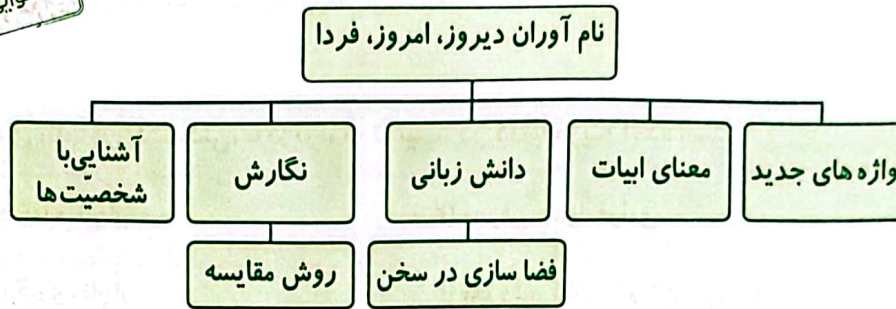 نام آوران دیروز، امروز، فردا
واژه های جدید
معنای ابیات
دانش زبانی
نگارش
آشنایی‌با
شخصیّت‌ها
فضا سازی در سخن
روش مقایسه